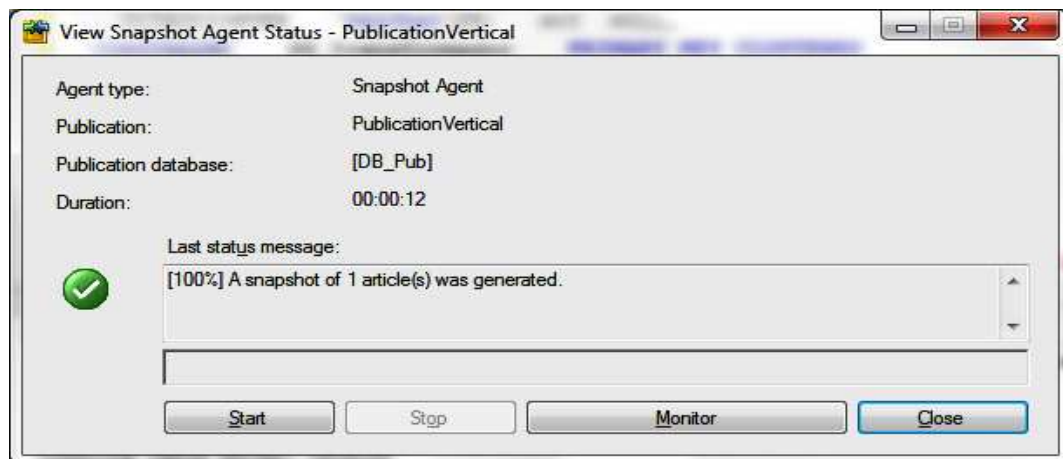 View Snapshot Agent Status - PublicationVertical
Agent type: Snapshot Agent
Publication: PublicationVertical
Publication database: [DB_Pub]
Duration: 00:00:12
Last status message:
[100%] A snapshot of 1 article(s) was generated.
Start Stop Monitor Close